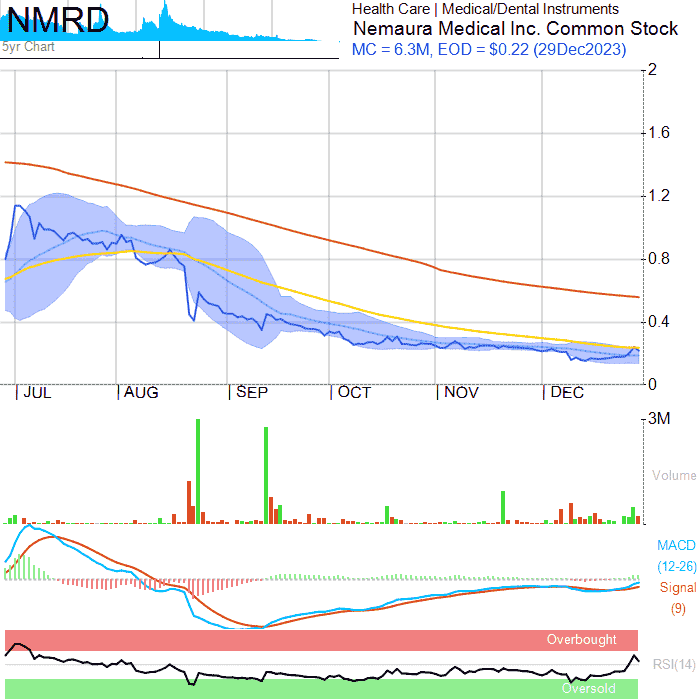 NMRD
5yr Chart
Health Care | Medical/Dental Instruments
Nemaura Medical Inc. Common Stock
MC = 6.3M, EOD = $0.22 (29Dec2023)
2
1.6
1.2
0.8
0.4
0
JUL AUG SEP OCT NOV DEC
3M
Volume
MACD
(12-26)
Signal
(9)
Overbought
RSI(14)
Oversold